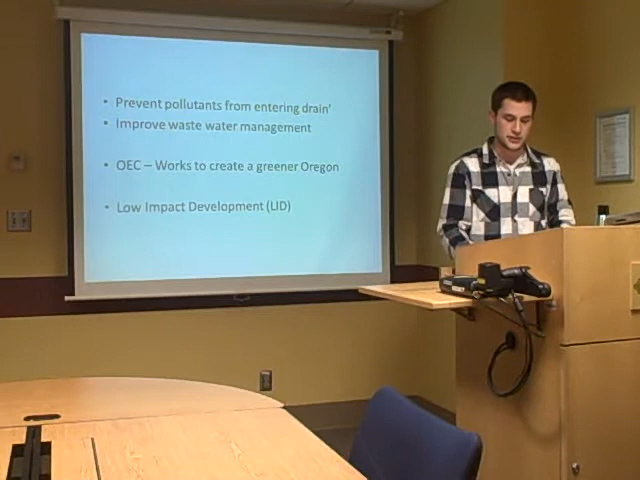 • Prevent pollutants from entering drain'
• Improve waste water management
• OEC – Works to create a greener Oregon
• Low Impact Development (LID)